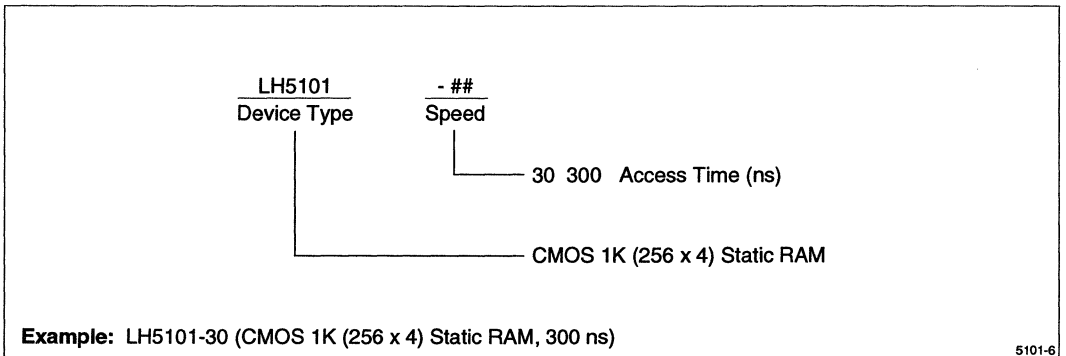 LH5101 - ##
Device Type Speed
30 300 Access Time (ns)
CMOS 1K (256 x 4) Static RAM
Example: LH5101-30 (CMOS 1K (256 x 4) Static RAM, 300 ns)
5101-6